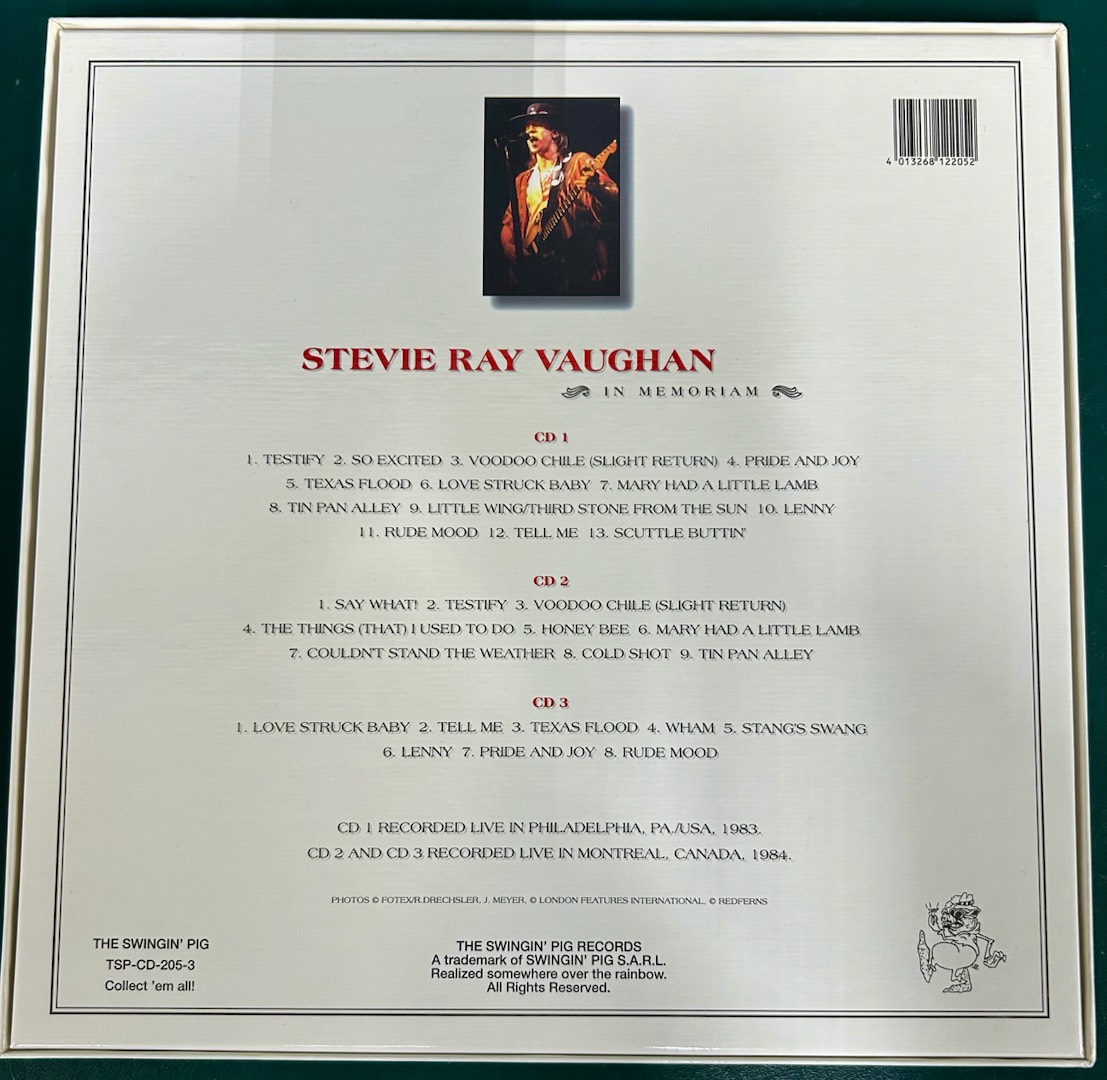 4 013268 122052
STEVIE RAY VAUGHAN
IN MEMORIAM
CD 1
1. TESTIFY 2. SO EXCITED 3. VOODOO CHILE (SLIGHT RETURN) 4. PRIDE AND JOY
5. TEXAS FLOOD 6. LOVE STRUCK BABY 7. MARY HAD A LITTLE LAMB
8. TIN PAN ALLEY 9. LITTLE WING/THIRD STONE FROM THE SUN 10. LENNY
11. RUDE MOOD 12. TELL ME 13. SCUTTLE BUTTIN'
CD 2
1. SAY WHAT! 2. TESTIFY 3. VOODOO CHILE (SLIGHT RETURN)
4. THE THINGS (THAT) I USED TO DO 5. HONEY BEE 6. MARY HAD A LITTLE LAMB
7. COULDN'T STAND THE WEATHER 8. COLD SHOT 9. TIN PAN ALLEY
CD 3
1. LOVE STRUCK BABY 2. TELL ME 3. TEXAS FLOOD 4. WHAM 5. STANG'S SWANG
6. LENNY 7. PRIDE AND JOY 8. RUDE MOOD
CD 1 RECORDED LIVE IN PHILADELPHIA, PA./USA, 1983.
CD 2 AND CD 3 RECORDED LIVE IN MONTREAL, CANADA, 1984.
PHOTOS © FOTEX/R.DRECHSLER, J. MEYER, © LONDON FEATURES INTERNATIONAL, © REDFERNS
THE SWINGIN' PIG
TSP-CD-205-3
Collect 'em all!
THE SWINGIN' PIG RECORDS
A trademark of SWINGIN' PIG S.A.R.L.
Realized somewhere over the rainbow.
All Rights Reserved.